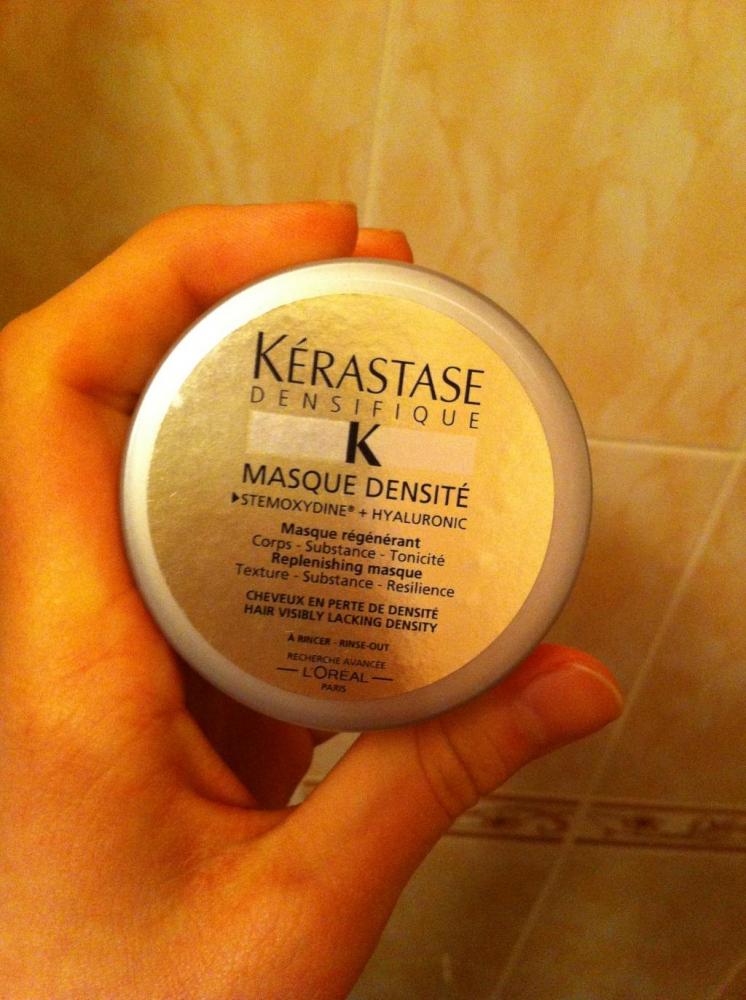 KÉRASTASE
DENSIFIQUE
K
MASQUE DENSITÉ
STEMOXYDINE® + HYALURONIC
Masque régénérant
Corps - Substance - Tonicité
Replenishing masque
Texture - Substance - Resilience
CHEVEUX EN PERTE DE DENSITÉ
HAIR VISIBLY LACKING DENSITY
À RINCER - RINSE-OUT
RECHERCHE AVANCÉE
L'ORÉAL
PARIS